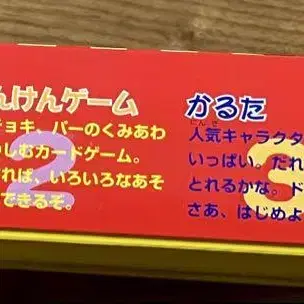 んけんゲーム
チョキ、パーのくみあわ
しむカードゲーム。
れば、いろいろなあそ
できるぞ。
2
かるた
人気キャラクタ
いっぱい。だれ
とれるかな。ド
さあ、はじめよ